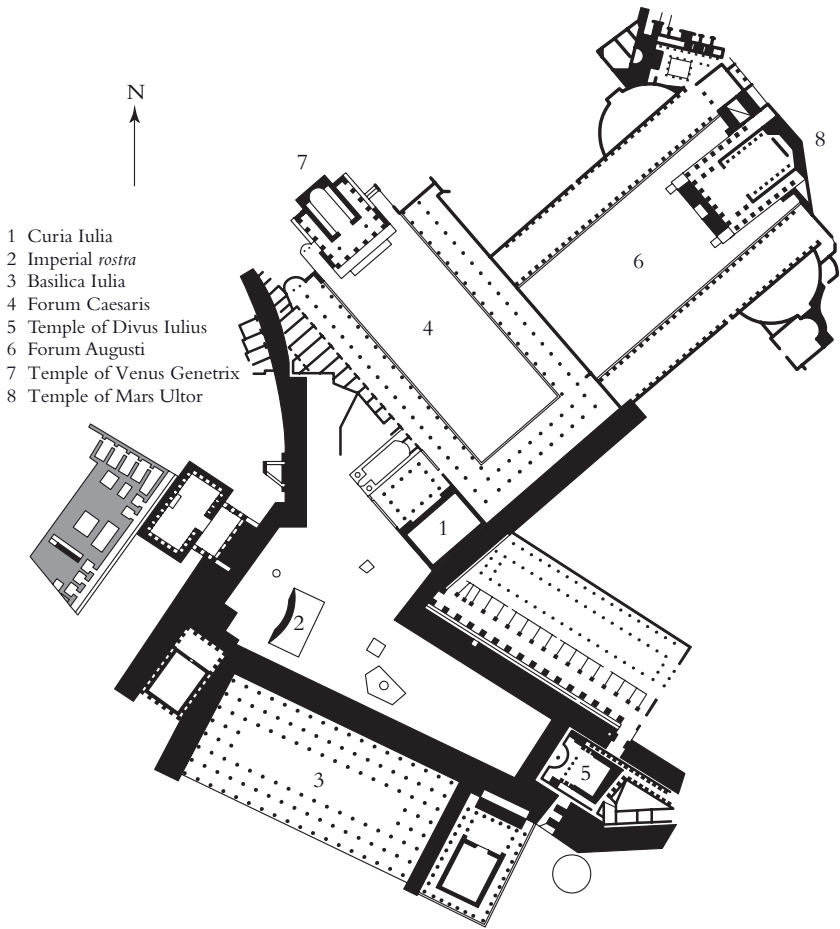 N
8
7
6
1 Curia Iulia
2 Imperial rostra
3 Basilica Iulia
4 Forum Caesaris
5 Temple of Divus Iulius
6 Forum Augusti
7 Temple of Venus Genetrix
8 Temple of Mars Ultor
4
1
2
3
5